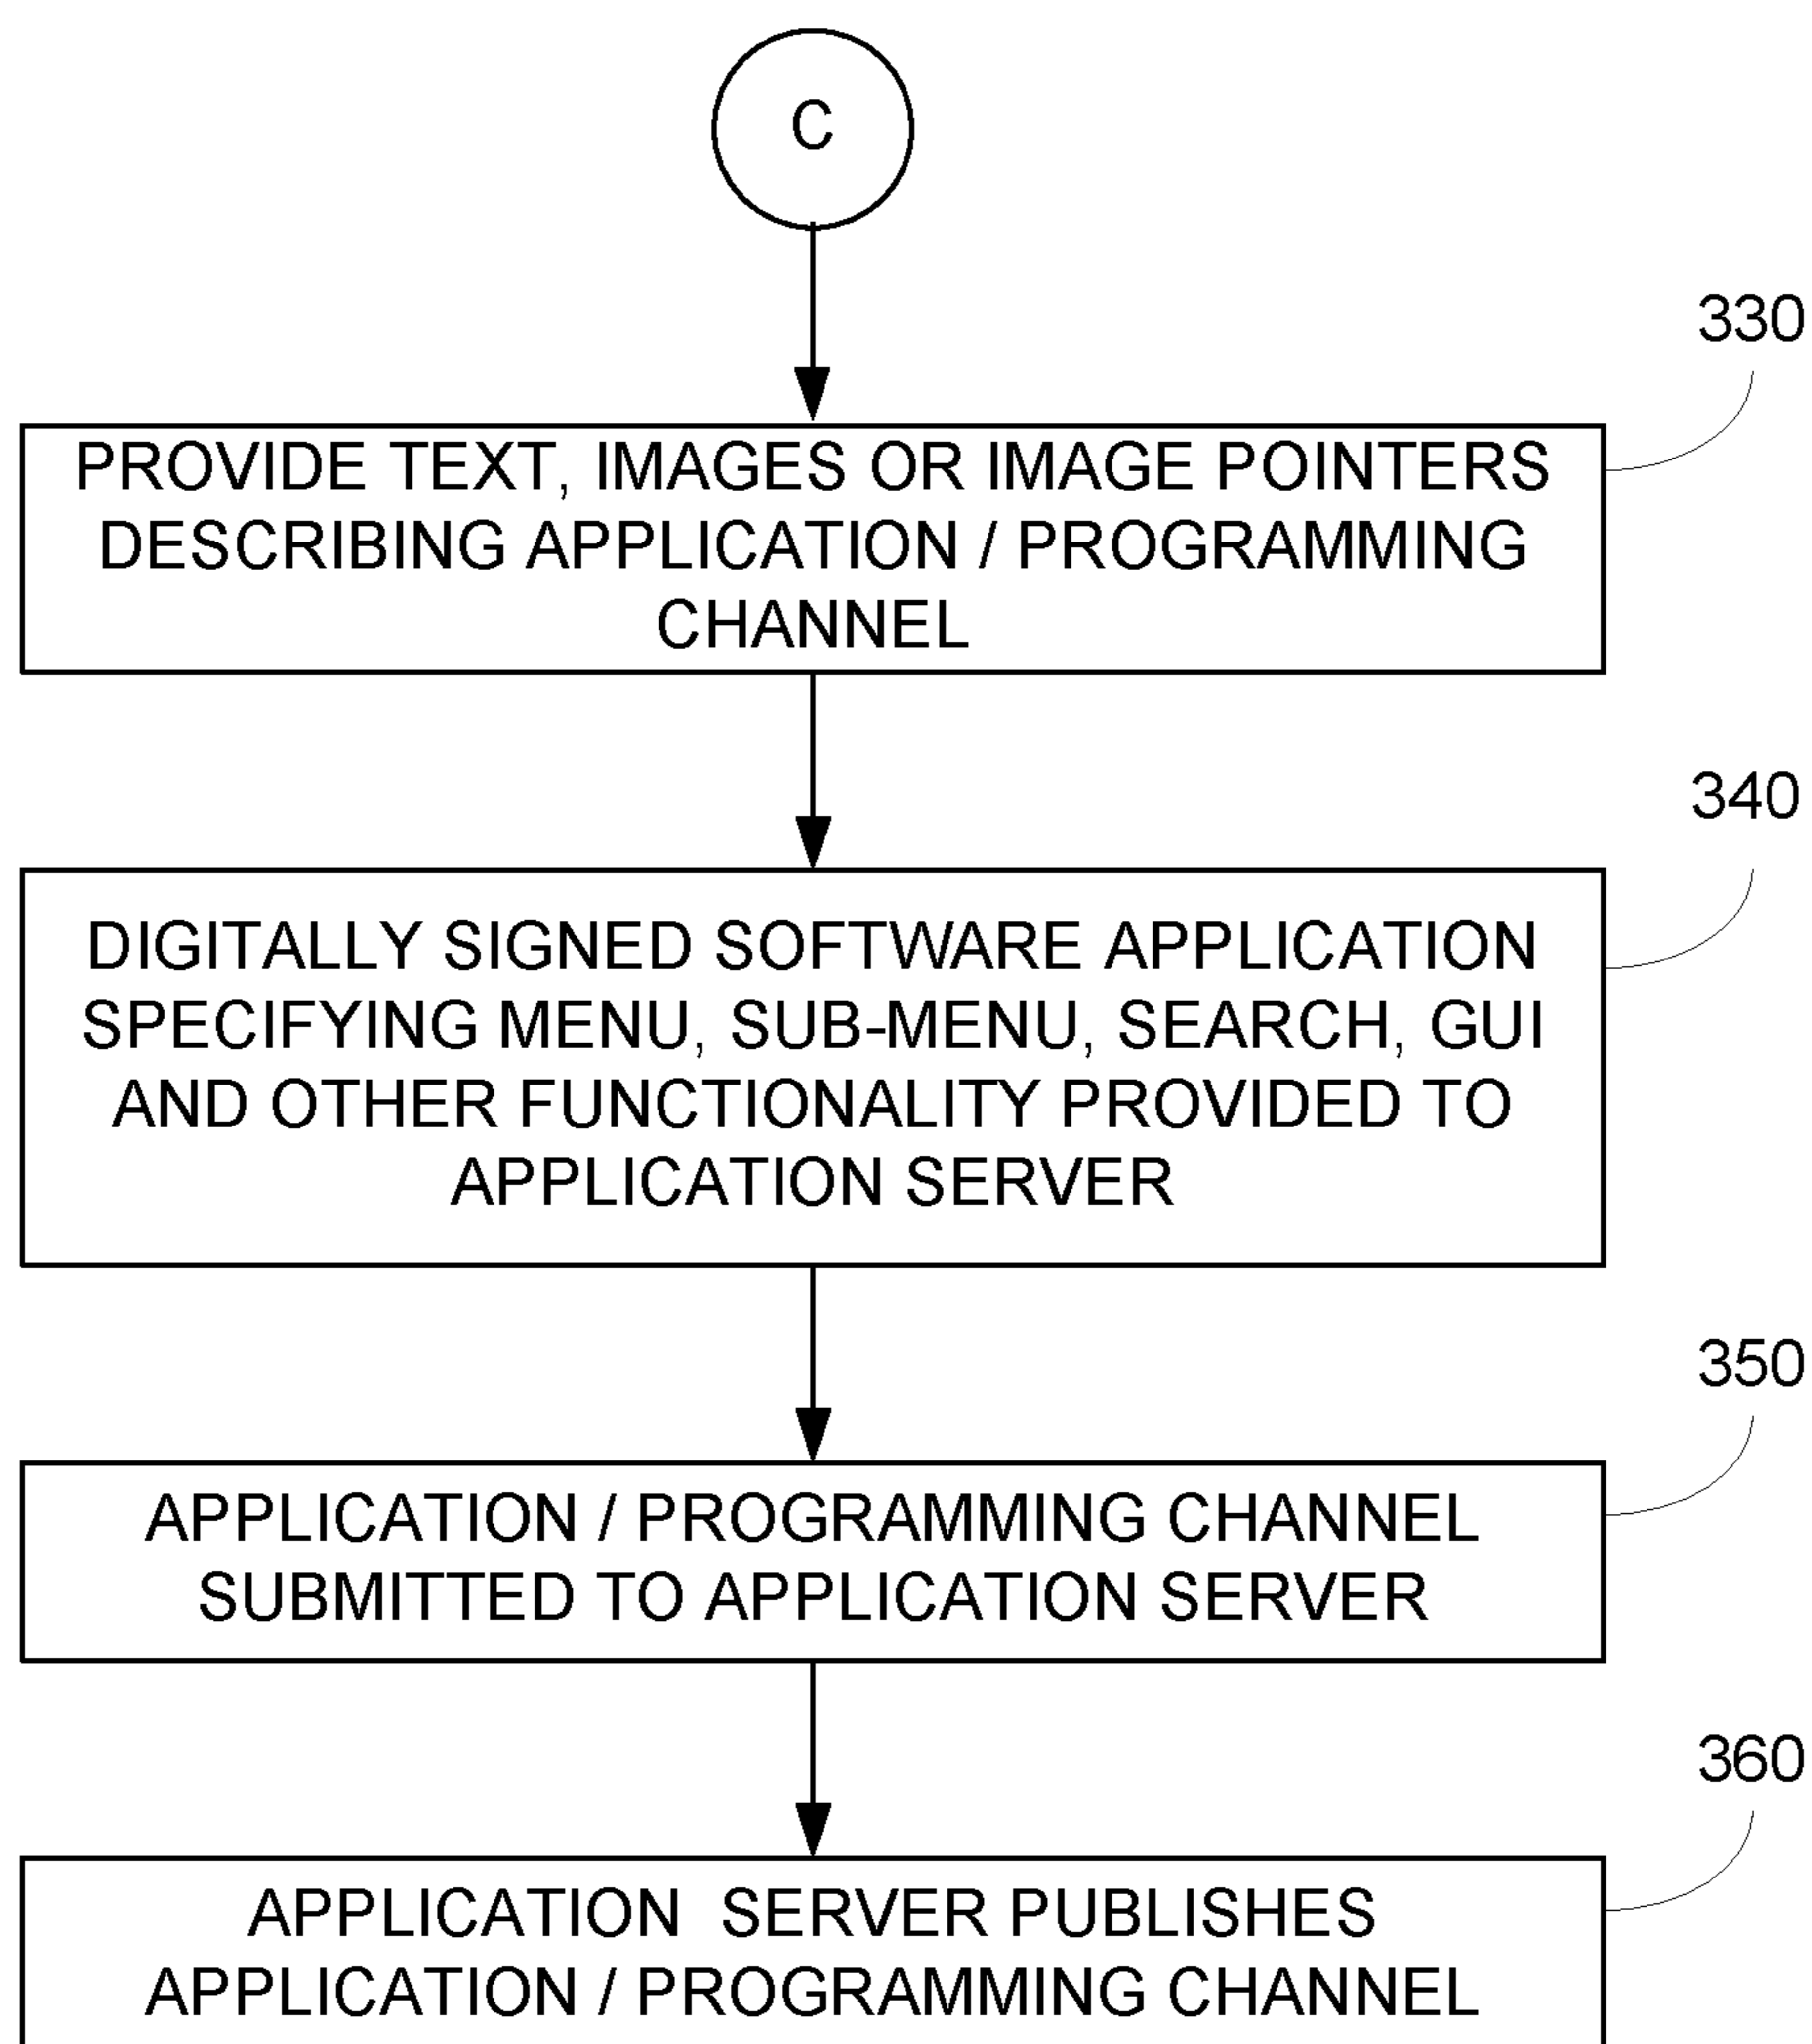 C
330
PROVIDE TEXT, IMAGES OR IMAGE POINTERS
DESCRIBING APPLICATION / PROGRAMMING
CHANNEL
340
DIGITALLY SIGNED SOFTWARE APPLICATION
SPECIFYING MENU, SUB-MENU, SEARCH, GUI
AND OTHER FUNCTIONALITY PROVIDED TO
APPLICATION SERVER
350
APPLICATION / PROGRAMMING CHANNEL
SUBMITTED TO APPLICATION SERVER
360
APPLICATION SERVER PUBLISHES
APPLICATION / PROGRAMMING CHANNEL